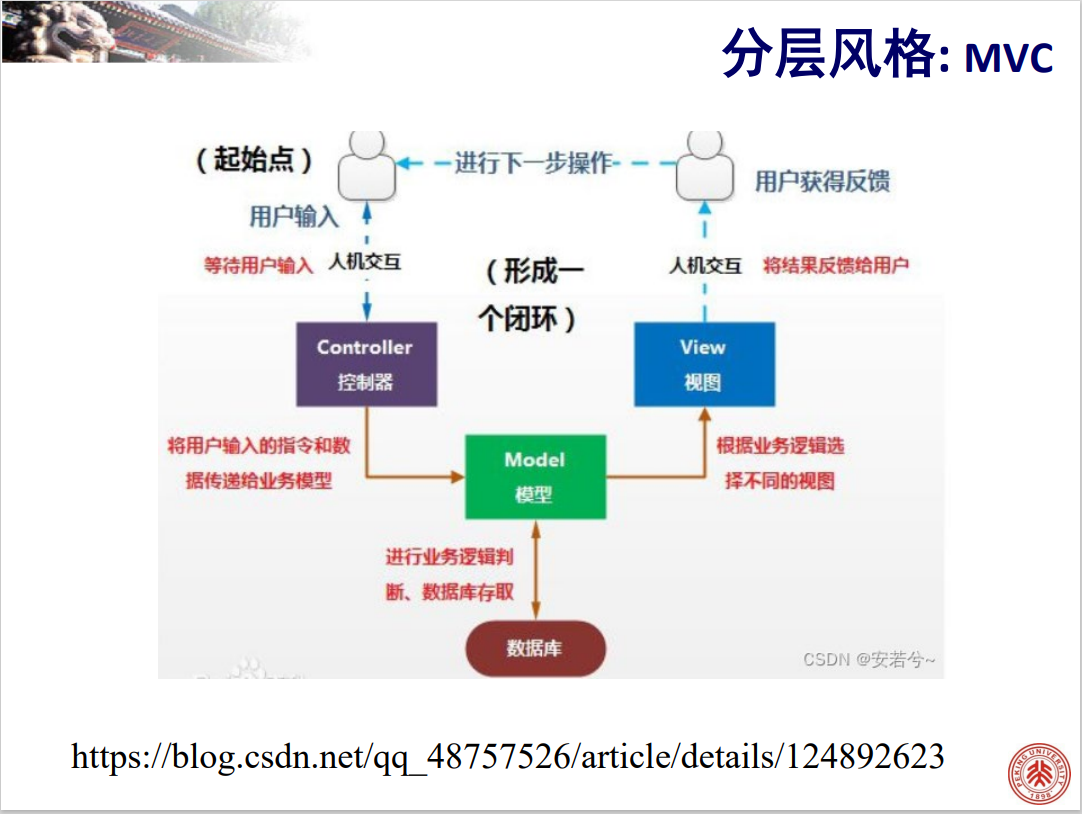 分层风格: MVC
（起始点）
进行下一步操作
用户获得反馈
用户输入
等待用户输入
人机交互
（形成一
个闭环）
人机交互
将结果反馈给用户
Controller
控制器
View
视图
将用户输入的指令和数
据传递给业务模型
Model
模型
根据业务逻辑选
择不同的视图
进行业务逻辑判
断、数据库存取
数据库
CSDN @安若兮~
https://blog.csdn.net/qq_48757526/article/details/124892623
PEKING UNIVERSITY
1898